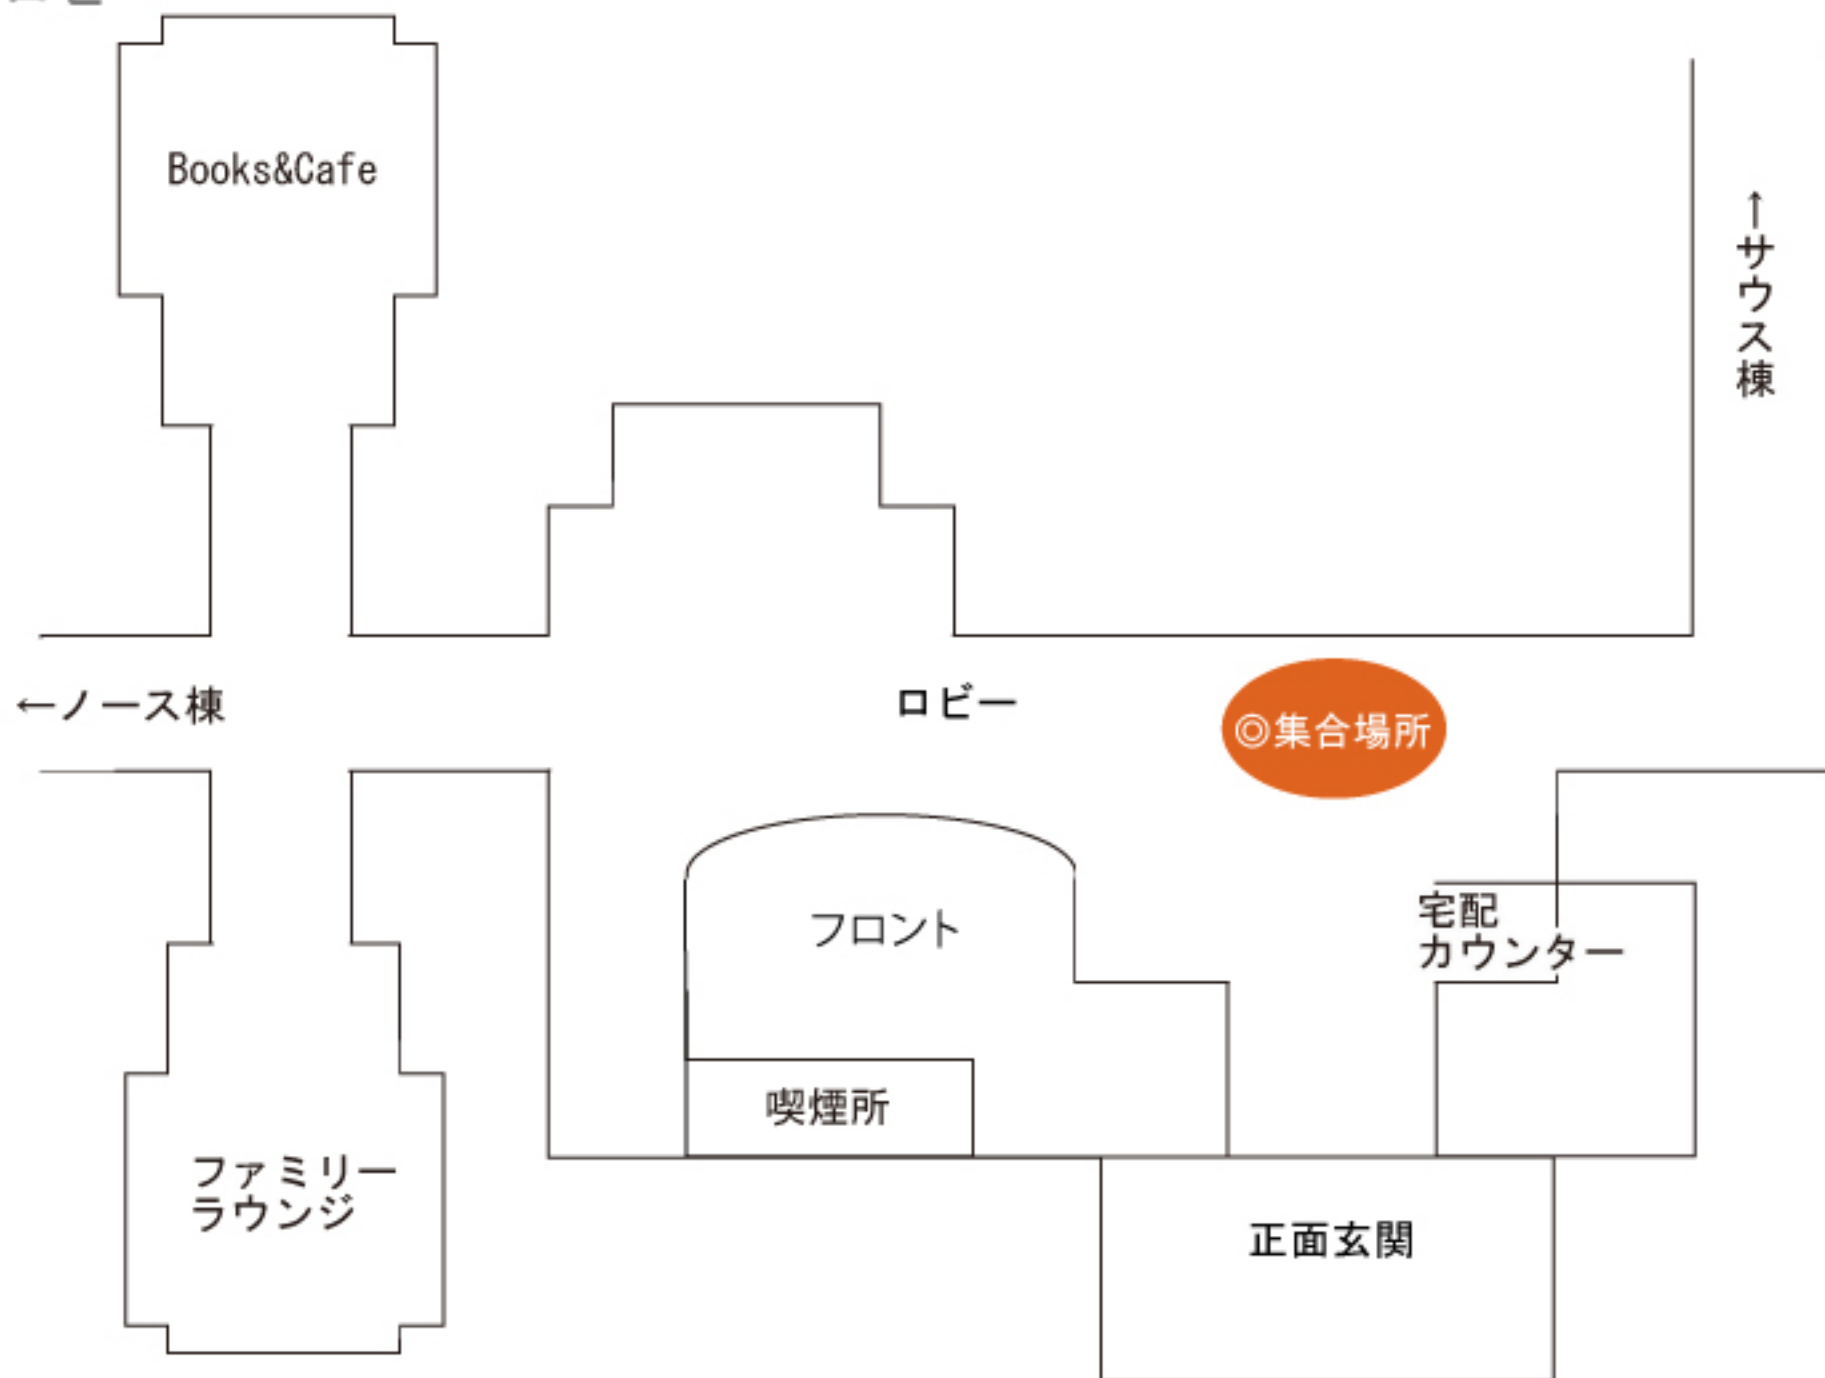 Books&Cafe
↑サウス棟
←ノース棟
ロビー
◎集合場所
フロント
宅配
カウンター
喫煙所
ファミリー
ラウンジ
正面玄関